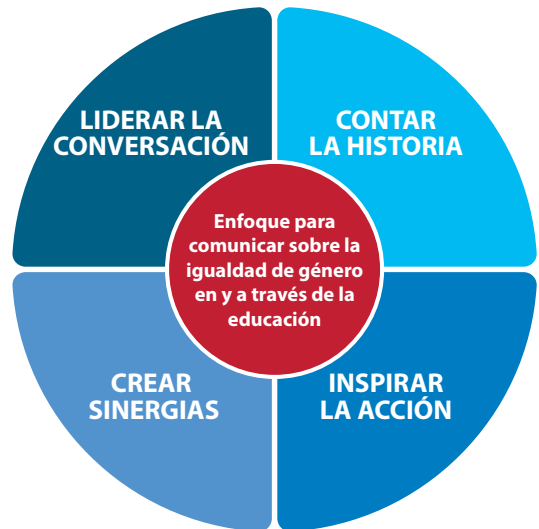 LIDERAR LA
CONVERSACIÓN
CONTAR
LA HISTORIA
Enfoque para
comunicar sobre la
igualdad de género
en y a través de la
educación
CREAR
SINERGIAS
INSPIRAR
LA ACCIÓN